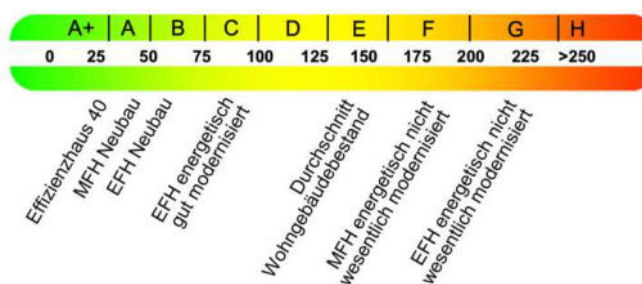 A+ A B C D E F G H
0 25 50 75 100 125 150 175 200 225 >250
Effizienzhaus 40
MFH Neubau
EFH Neubau
EFH energetisch
gut modernisiert
Durchschnitt
Wohngebäudebestand
MFH energetisch nicht
wesentlich modernisiert
EFH energetisch nicht
wesentlich modernisiert